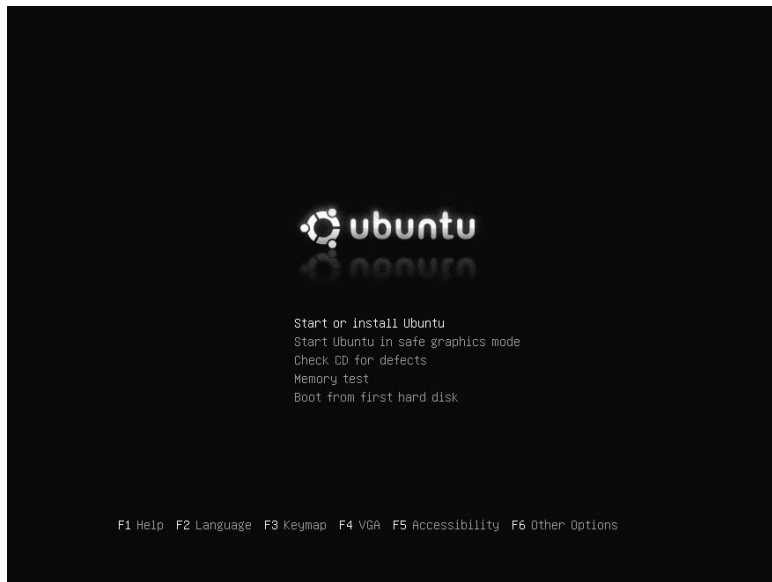 ubuntu
Start or install Ubuntu
Start Ubuntu in safe graphics mode
Check CD for defects
Memory test
Boot from first hard disk
F1 Help F2 Language F3 Keymap F4 VGA F5 Accessibility F6 Other Options